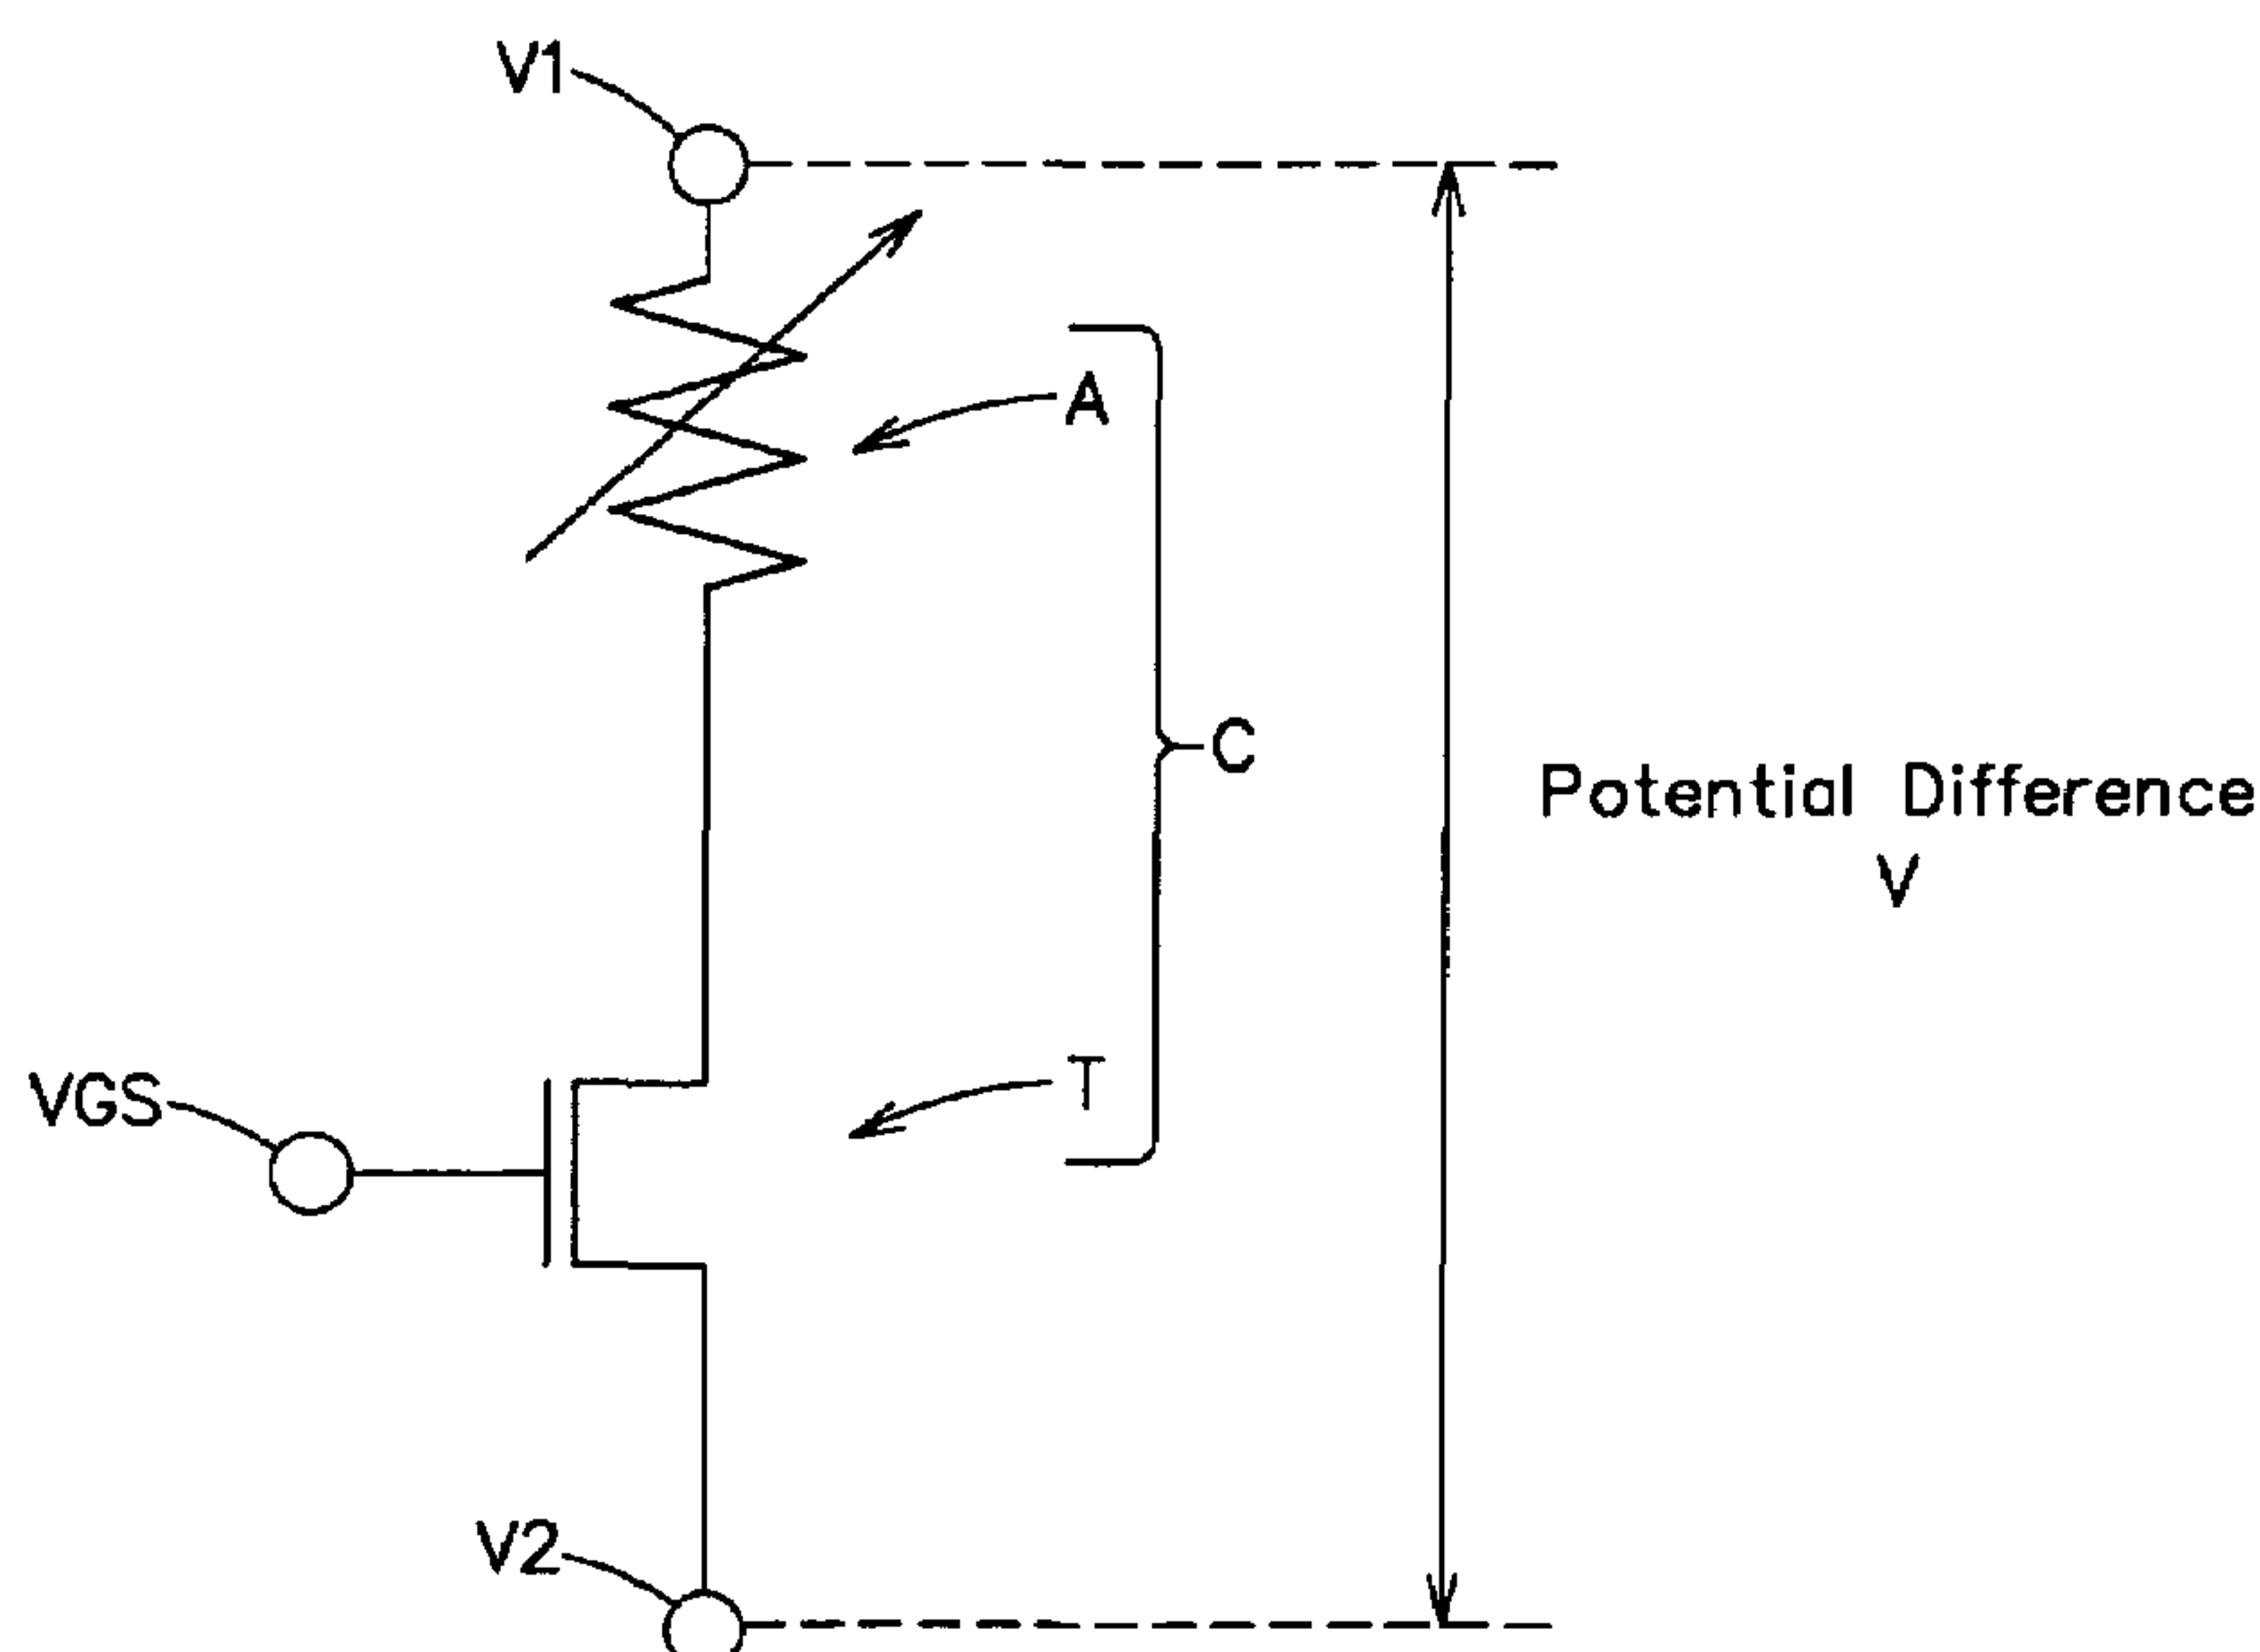 V1
A
C
Potential Difference
V
T
VGS
V2